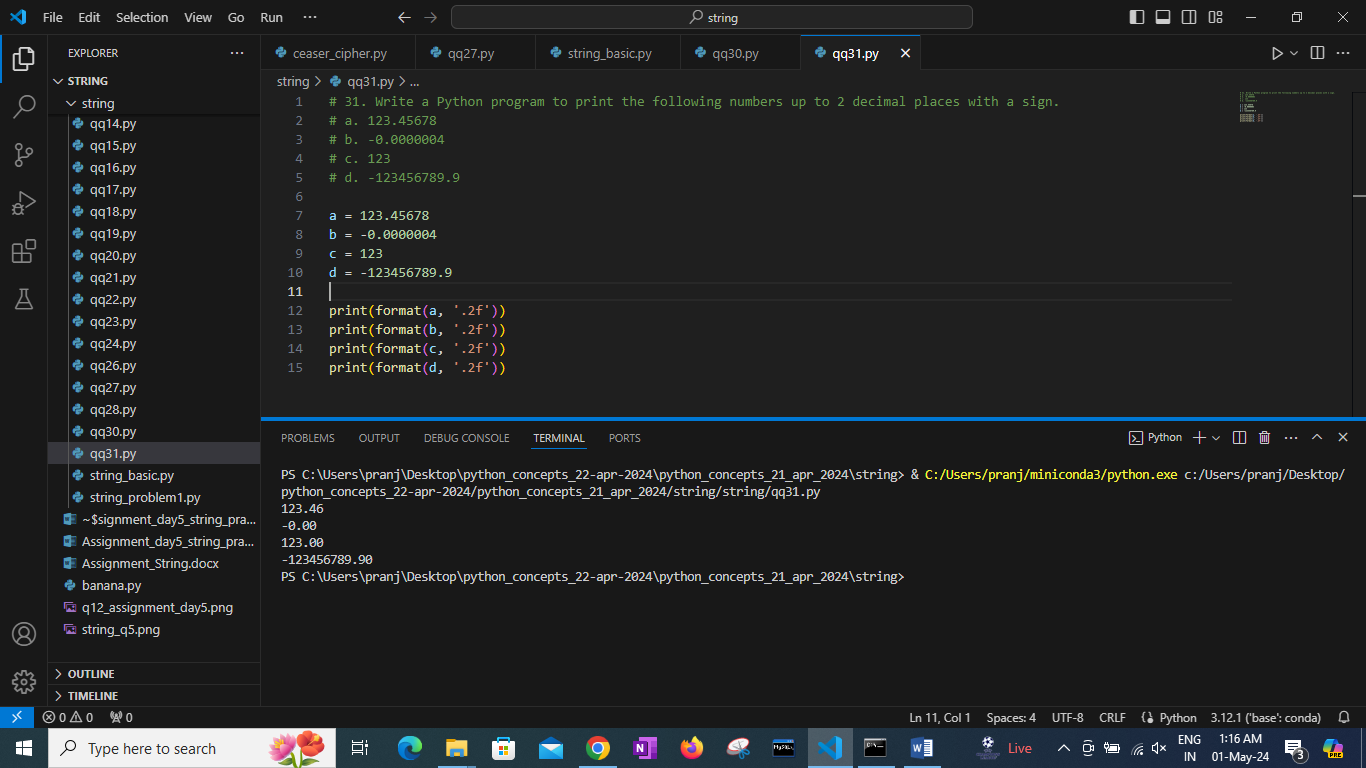 File Edit Selection View Go Run ··· string
EXPLORER ···
STRING
string
qq14.py
qq15.py
qq16.py
qq17.py
qq18.py
qq19.py
qq20.py
qq21.py
qq22.py
qq23.py
qq24.py
qq26.py
qq27.py
qq28.py
qq30.py
qq31.py
string_basic.py
string_problem1.py
~$signment_day5_string_pra...
Assignment_day5_string_pra...
Assignment_String.docx
banana.py
q12_assignment_day5.png
string_q5.png
OUTLINE
TIMELINE
ceaser_cipher.py qq27.py string_basic.py qq30.py qq31.py
string > qq31.py > ...
1 # 31. Write a Python program to print the following numbers up to 2 decimal places with a sign.
2 # a. 123.45678
3 # b. -0.0000004
4 # c. 123
5 # d. -123456789.9
6
7 a = 123.45678
8 b = -0.0000004
9 c = 123
10 d = -123456789.9
11
12 print(format(a, '.2f'))
13 print(format(b, '.2f'))
14 print(format(c, '.2f'))
15 print(format(d, '.2f'))
PROBLEMS OUTPUT DEBUG CONSOLE TERMINAL PORTS Python
PS C:\Users\pranj\Desktop\python_concepts_22-apr-2024\python_concepts_21_apr_2024\string> & C:/Users/pranj/miniconda3/python.exe c:/Users/pranj/Desktop/
python_concepts_22-apr-2024/python_concepts_21_apr_2024/string/string/qq31.py
123.46
-0.00
123.00
-123456789.90
PS C:\Users\pranj\Desktop\python_concepts_22-apr-2024\python_concepts_21_apr_2024\string>
0 0 0 Ln 11, Col 1 Spaces: 4 UTF-8 CRLF Python 3.12.1 ('base': conda)
Type here to search Live ENG IN 1:16 AM 01-May-24 3